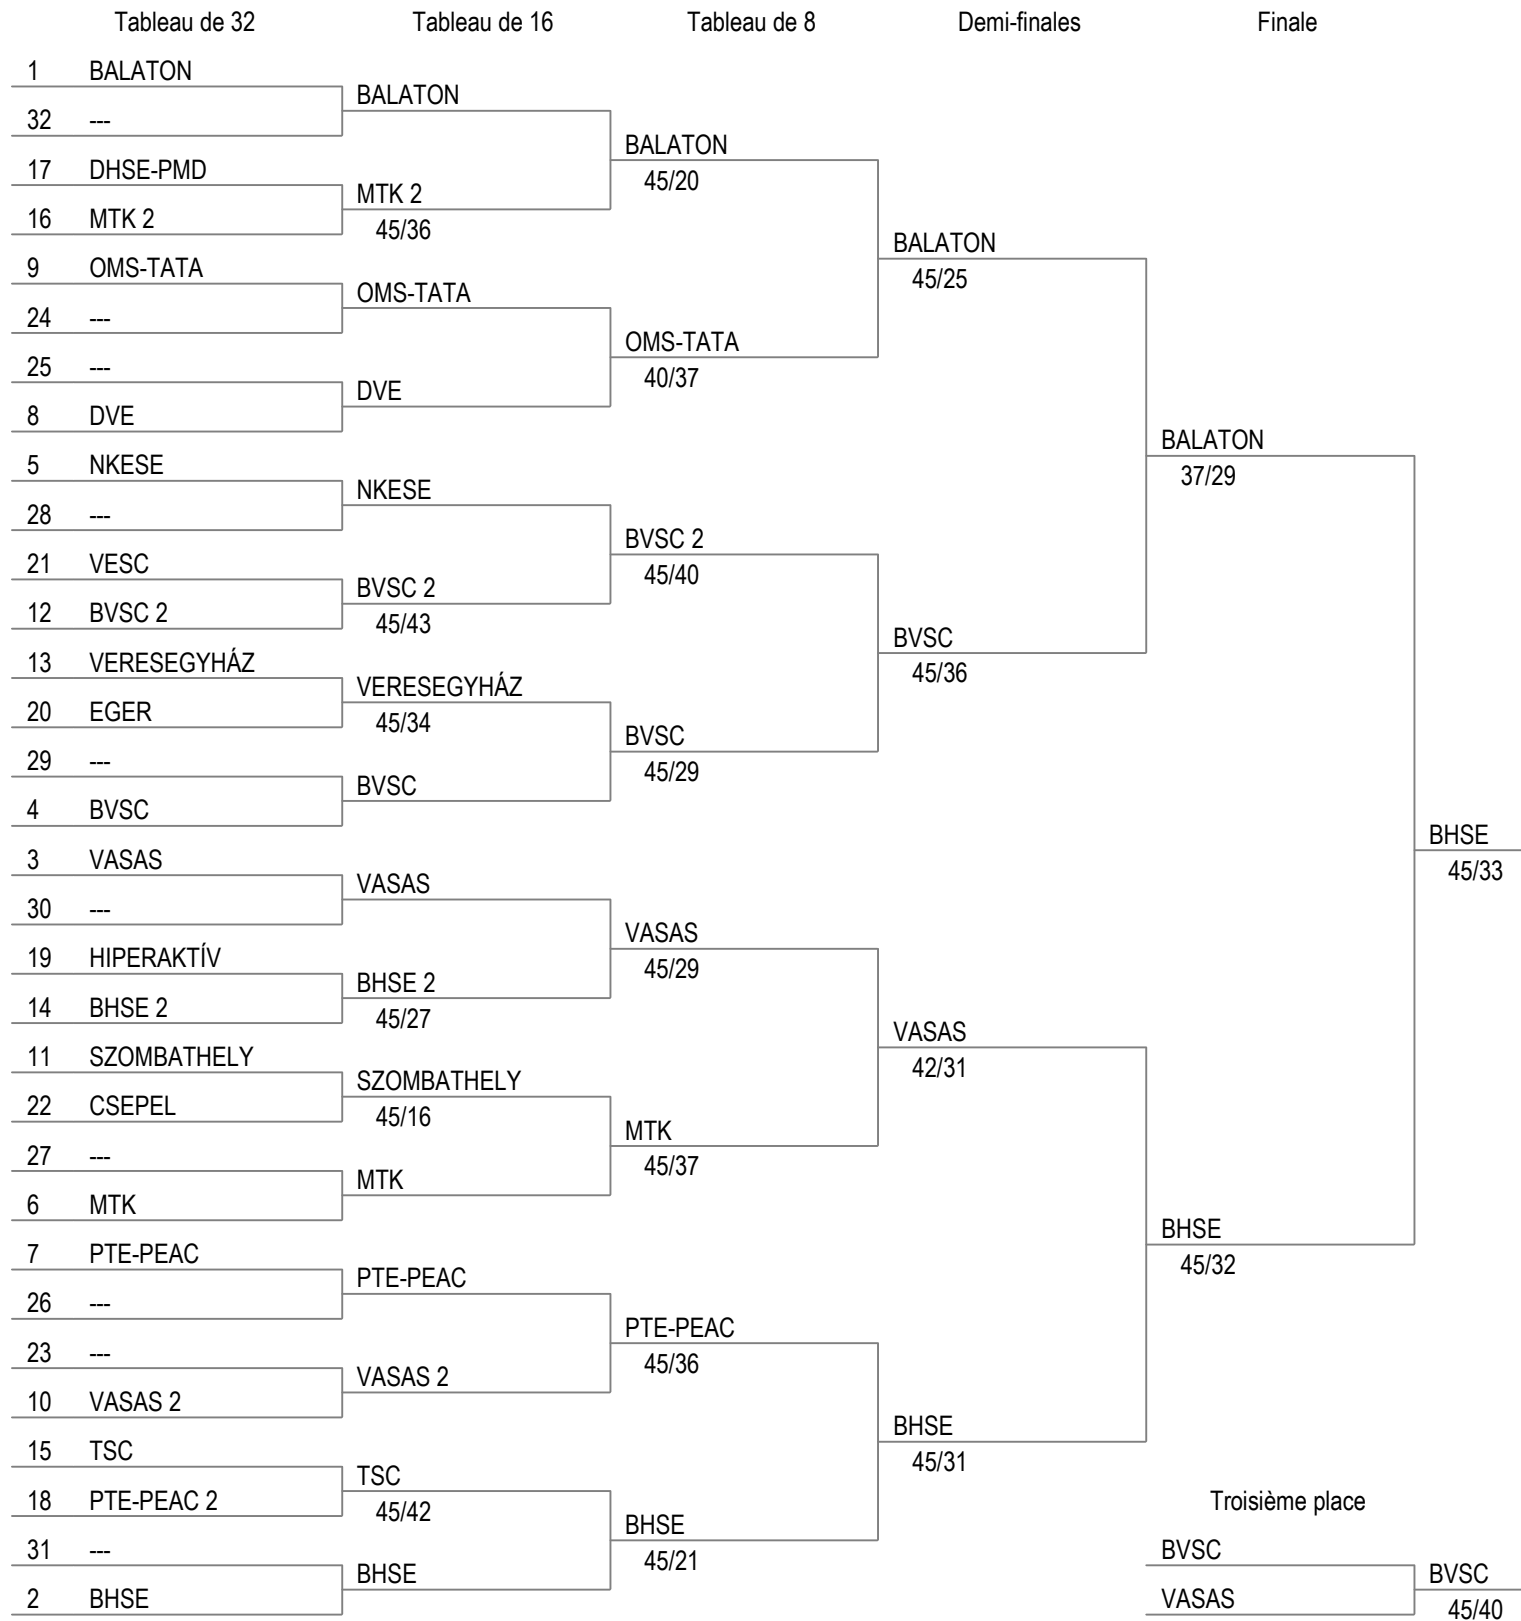 Tableau de 32 Tableau de 16 Tableau de 8 Demi-finales Finale
1 BALATON
BALATON
32 ---
BALATON
45/20
17 DHSE-PMD
MTK 2
45/36
16 MTK 2
BALATON
45/25
9 OMS-TATA
OMS-TATA
24 ---
OMS-TATA
40/37
25 ---
DVE
8 DVE
BALATON
37/29
5 NKESE
NKESE
28 ---
BVSC 2
45/40
21 VESC
BVSC 2
45/43
12 BVSC 2
BVSC
45/36
13 VERESEGYHÁZ
VERESEGYHÁZ
45/34
20 EGER
BVSC
45/29
29 ---
BVSC
4 BVSC
BHSE
45/33
3 VASAS
VASAS
30 ---
VASAS
45/29
19 HIPERAKTÍV
BHSE 2
45/27
14 BHSE 2
VASAS
42/31
11 SZOMBATHELY
SZOMBATHELY
45/16
22 CSEPEL
MTK
45/37
27 ---
MTK
6 MTK
BHSE
45/32
7 PTE-PEAC
PTE-PEAC
26 ---
PTE-PEAC
45/36
23 ---
VASAS 2
10 VASAS 2
BHSE
45/31
15 TSC
TSC
45/42
18 PTE-PEAC 2
BHSE
45/21
31 ---
BHSE
2 BHSE
Troisième place
BVSC
BVSC
45/40
VASAS